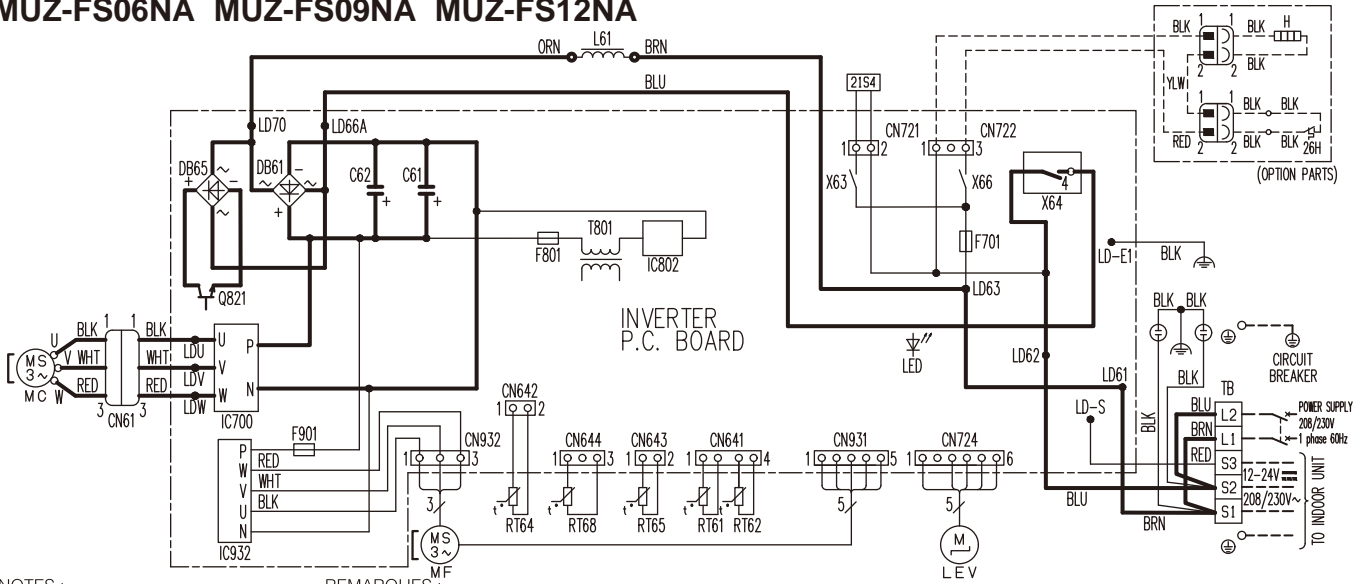 MUZ-FS06NA MUZ-FS09NA MUZ-FS12NA
ORN L61 BRN
BLU
BLK 1 1 BLK H
BLK
2 2
YLW
1 1 BLK BLK
RED 2 2 BLK BLK 26H
(OPTION PARTS)
21S4
LD70 LD66A
CN721 CN722
1 2 1 3
DB65 DB61 C62 C61
+ ~ - ~ ~ - ~ + + +
X63 X66 X64 4
F701
T801
F801 IC802
LD-E1 BLK
LD63
Q821
INVERTER
P.C. BOARD
LED
LD62
LD61
BLK BLK
BLK
BLK
CIRCUIT
BREAKER
U BLK 1 1 BLK LDU U P
V WHT WHT LDV V
W RED 3 3 RED LDW W N
MS
3~
MC
CN61
IC700
LD-S
TB
BLU L2
BRN L1
RED S3
S2
S1
POWER SUPPLY
208/230V
1 phase 60Hz
12-24V
208/230V~
TO INDOOR UNIT
BLU
BRN
CN642
1 2
F901
CN932 CN644 CN643 CN641 CN931 CN724
1 3 1 3 1 2 1 4 1 5 1 6
P
W RED
V WHT
U BLK
N
IC932
3 5 5
t° t° t° t° t°
RT64 RT68 RT65 RT61 RT62
MS
3~
MF
M
LEV
NOTES : REMARQUES :